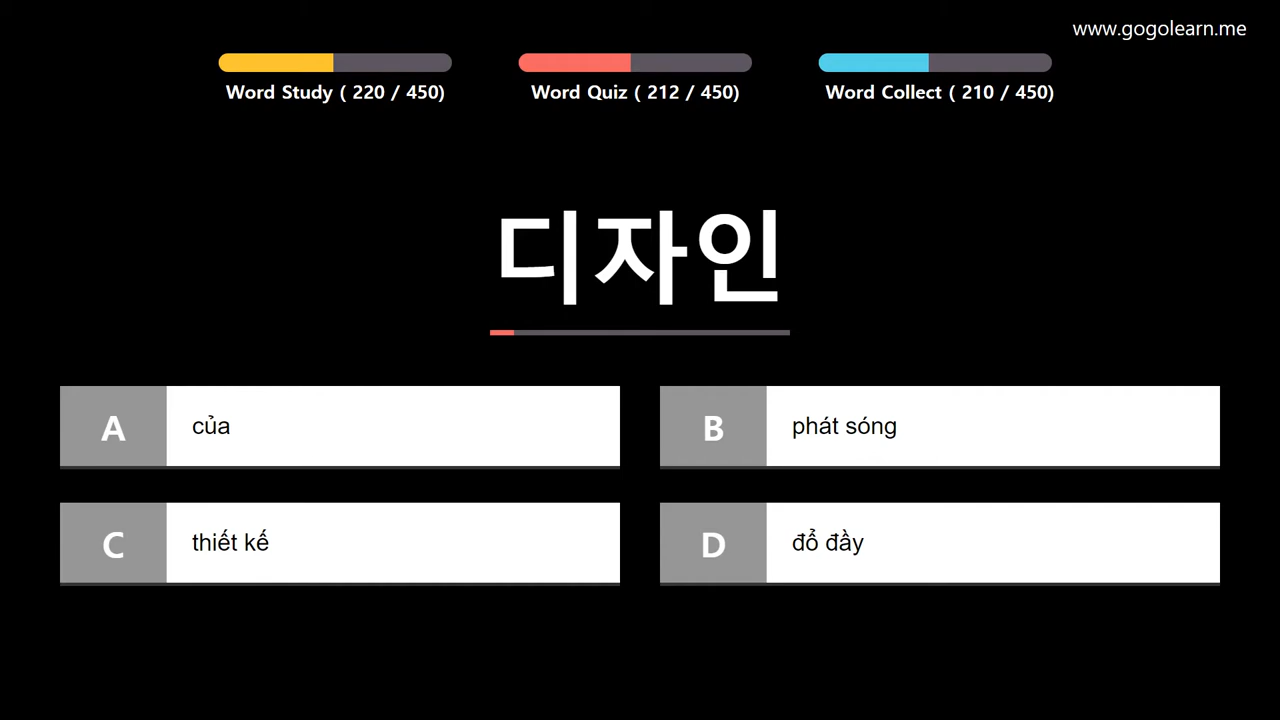 www.gogolearn.me
Word Study ( 220 / 450)
Word Quiz ( 212 / 450)
Word Collect ( 210 / 450)
디자인
A
của
B
phát sóng
C
thiết kế
D
đổ đầy